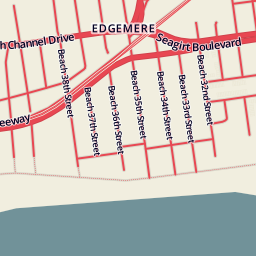 EDGEMERE
h Channel Drive
Seagirt Boulevard
Beach 38th Street
Beach 37th Street
Beach 36th Street
Beach 35th Street
Beach 34th Street
Beach 33rd Street
Beach 32nd Street
eeway